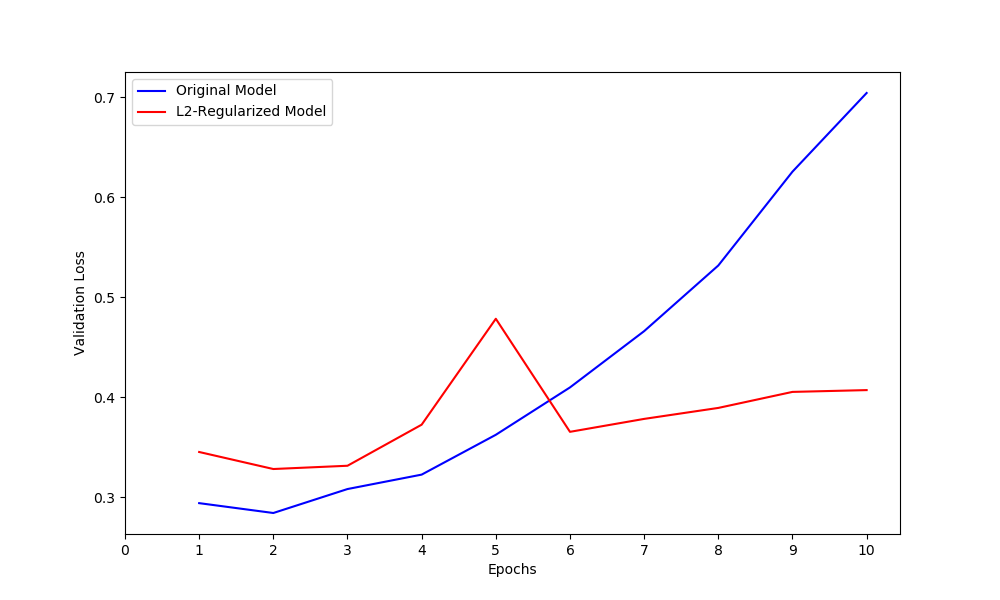 Original Model
L2-Regularized Model
0.7
0.6
0.5
0.4
0.3
Validation Loss
0 1 2 3 4 5 6 7 8 9 10
Epochs